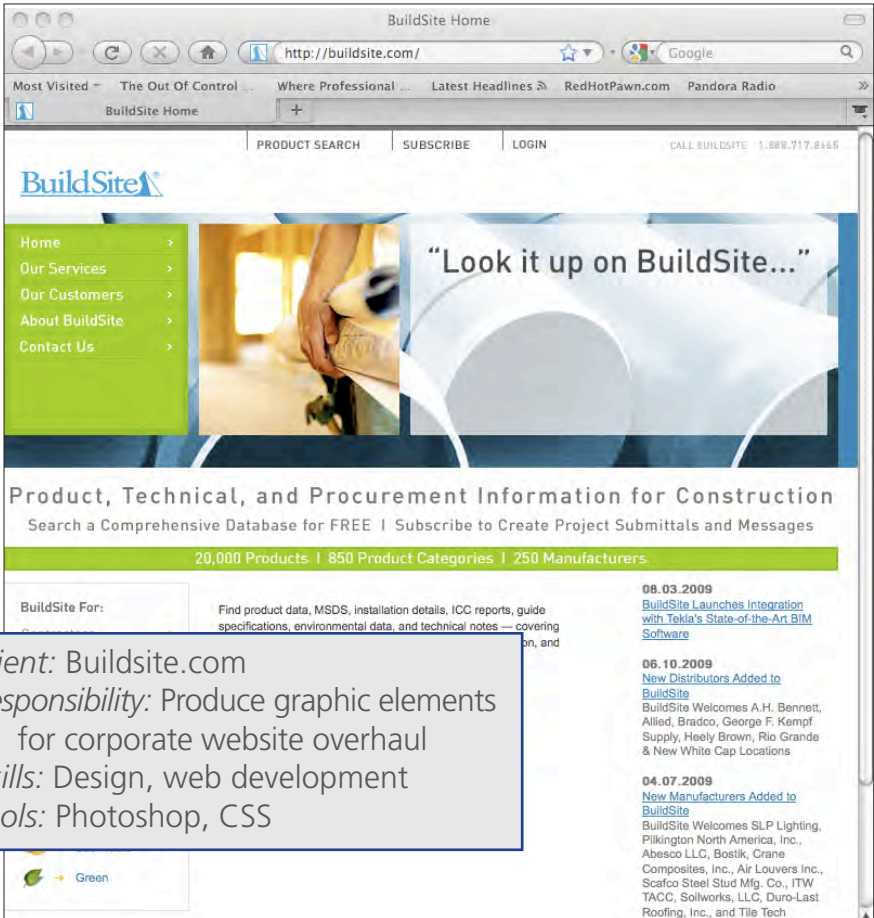 BuildSite Home
http://buildsite.com/
Google
Most Visited
The Out Of Control ...
Where Professional ...
Latest Headlines
RedHotPawn.com
Pandora Radio
BuildSite Home
PRODUCT SEARCH
SUBSCRIBE
LOGIN
CALL BUILDSITE 1.888.717.8465
BuildSite
Home
Our Services
Our Customers
About BuildSite
Contact Us
“Look it up on BuildSite...”
Product, Technical, and Procurement Information for Construction
Search a Comprehensive Database for FREE | Subscribe to Create Project Submittals and Messages
20,000 Products | 850 Product Categories | 250 Manufacturers
BuildSite For:
Find product data, MSDS, installation details, ICC reports, guide
specifications, environmental data, and technical notes — covering
on, and
ient: Buildsite.com
esponsibility: Produce graphic elements
for corporate website overhaul
ills: Design, web development
ols: Photoshop, CSS
Green
08.03.2009
BuildSite Launches Integration
with Tekla's State-of-the-Art BIM
Software
06.10.2009
New Distributors Added to
BuildSite
BuildSite Welcomes A.H. Bennett,
Allied, Bradco, George F. Kempf
Supply, Heely Brown, Rio Grande
& New White Cap Locations
04.07.2009
New Manufacturers Added to
BuildSite
BuildSite Welcomes SLP Lighting,
Pilkington North America, Inc.,
Abesco LLC, Bostik, Crane
Composites, Inc., Air Louvers Inc.,
Scafco Steel Stud Mfg. Co., ITW
TACC, Soilworks, LLC, Duro-Last
Roofing, Inc., and Tile Tech